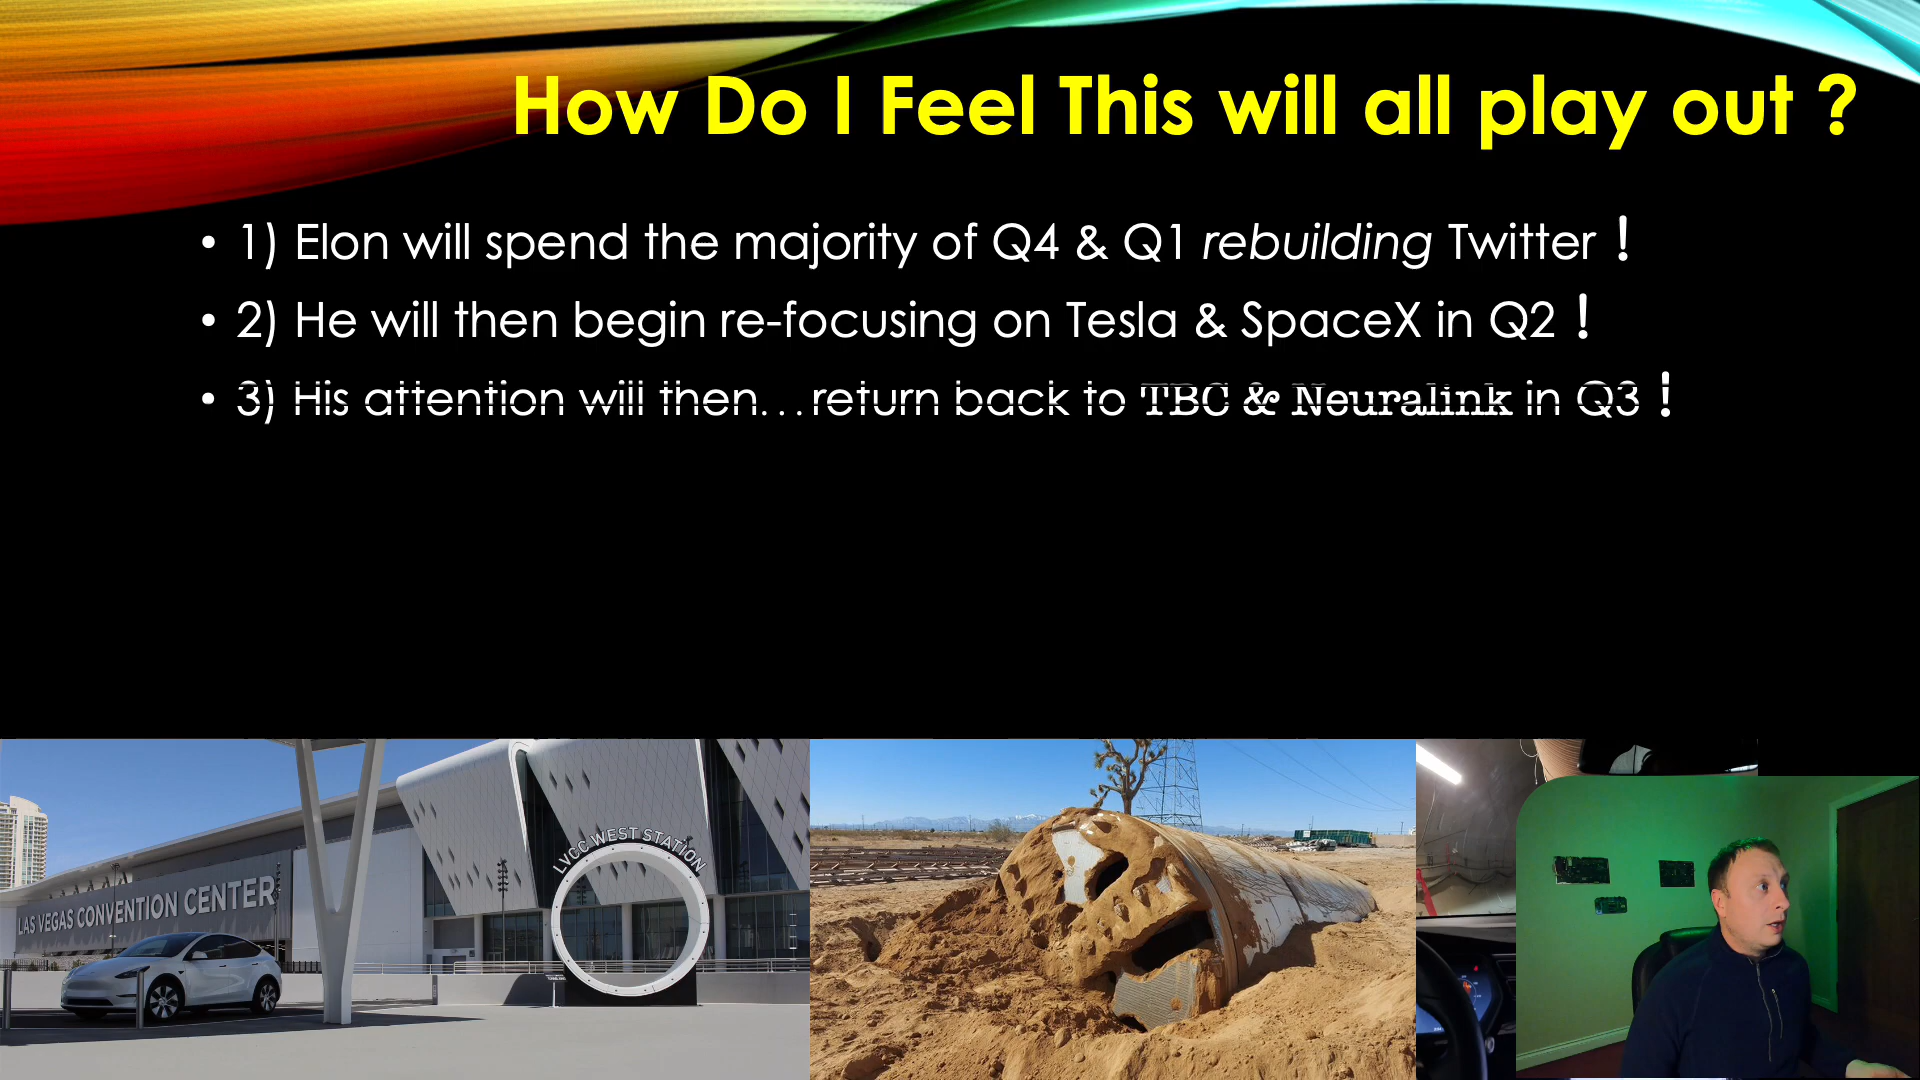 How Do I Feel This will all play out ?
• 1) Elon will spend the majority of Q4 & Q1 rebuilding Twitter !
• 2) He will then begin re-focusing on Tesla & SpaceX in Q2 !
• 3) His attention will then…return back to TBC & Neuralink in Q3 !
LVCC WEST STATION
LAS VEGAS CONVENTION CENTER